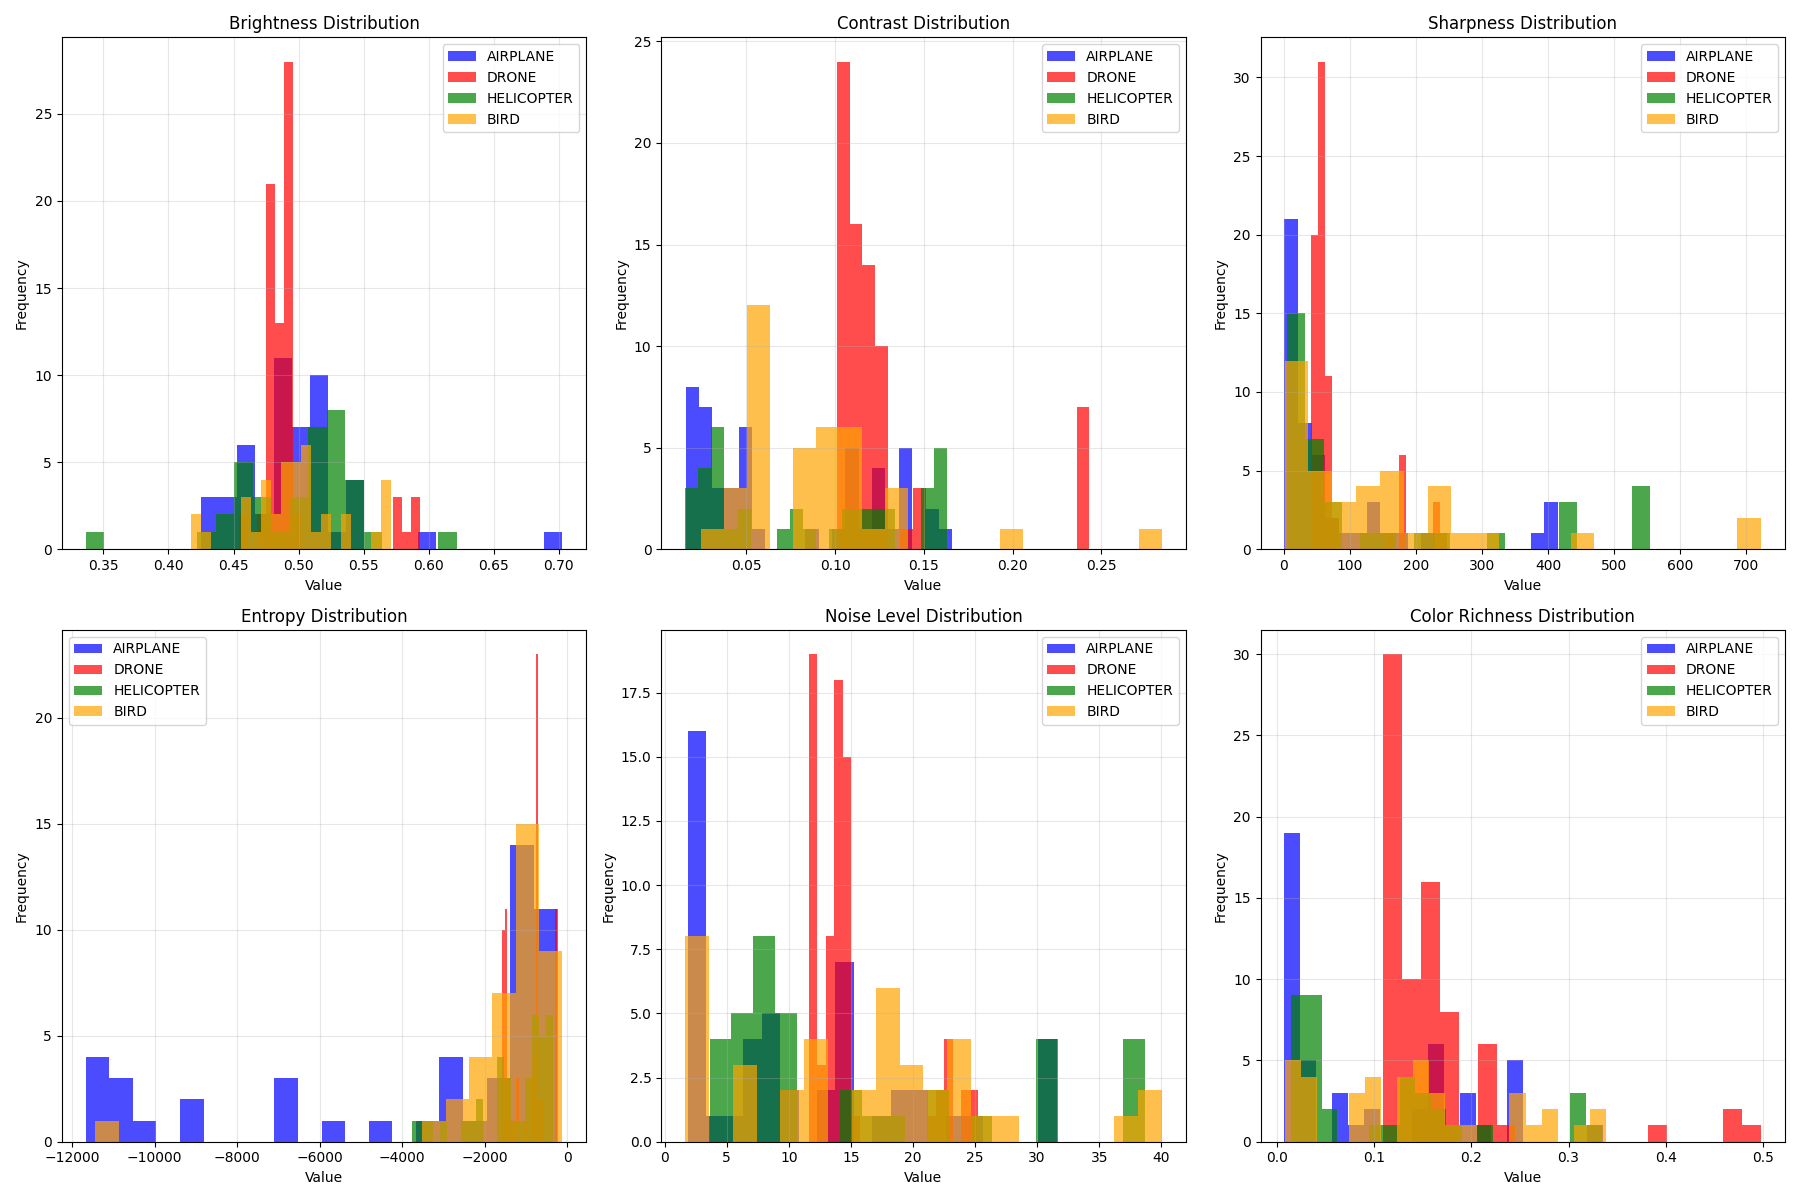 Brightness Distribution
AIRPLANE
DRONE
HELICOPTER
BIRD
Frequency
25
20
15
10
5
0
0.35 0.40 0.45 0.50 0.55 0.60 0.65 0.70
Value
Contrast Distribution
AIRPLANE
DRONE
HELICOPTER
BIRD
Frequency
25
20
15
10
5
0
0.05 0.10 0.15 0.20 0.25
Value
Sharpness Distribution
AIRPLANE
DRONE
HELICOPTER
BIRD
Frequency
30
25
20
15
10
5
0
0 100 200 300 400 500 600 700
Value
Entropy Distribution
AIRPLANE
DRONE
HELICOPTER
BIRD
Frequency
20
15
10
5
0
−12000 −10000 −8000 −6000 −4000 −2000 0
Value
Noise Level Distribution
AIRPLANE
DRONE
HELICOPTER
BIRD
Frequency
17.5
15.0
12.5
10.0
7.5
5.0
2.5
0.0
0 5 10 15 20 25 30 35 40
Value
Color Richness Distribution
AIRPLANE
DRONE
HELICOPTER
BIRD
Frequency
30
25
20
15
10
5
0
0.0 0.1 0.2 0.3 0.4 0.5
Value